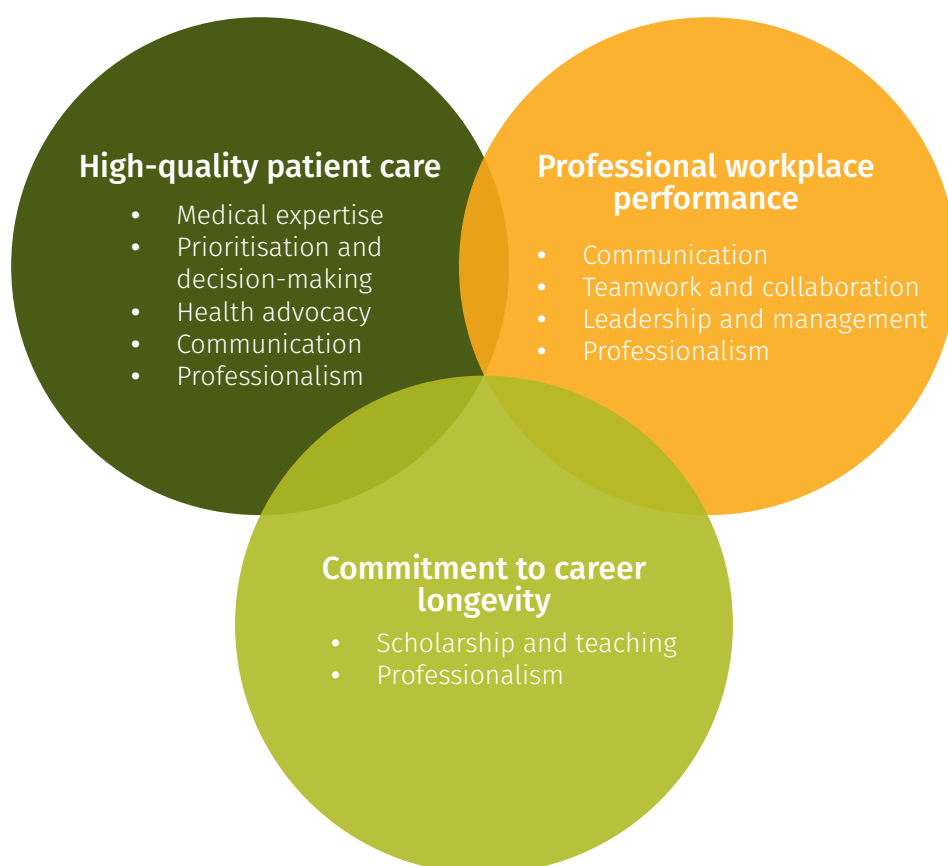 High-quality patient care
• Medical expertise
• Prioritisation and
decision-making
• Health advocacy
• Communication
• Professionalism
Professional workplace
performance
• Communication
• Teamwork and collaboration
• Leadership and management
• Professionalism
Commitment to career
longevity
• Scholarship and teaching
• Professionalism